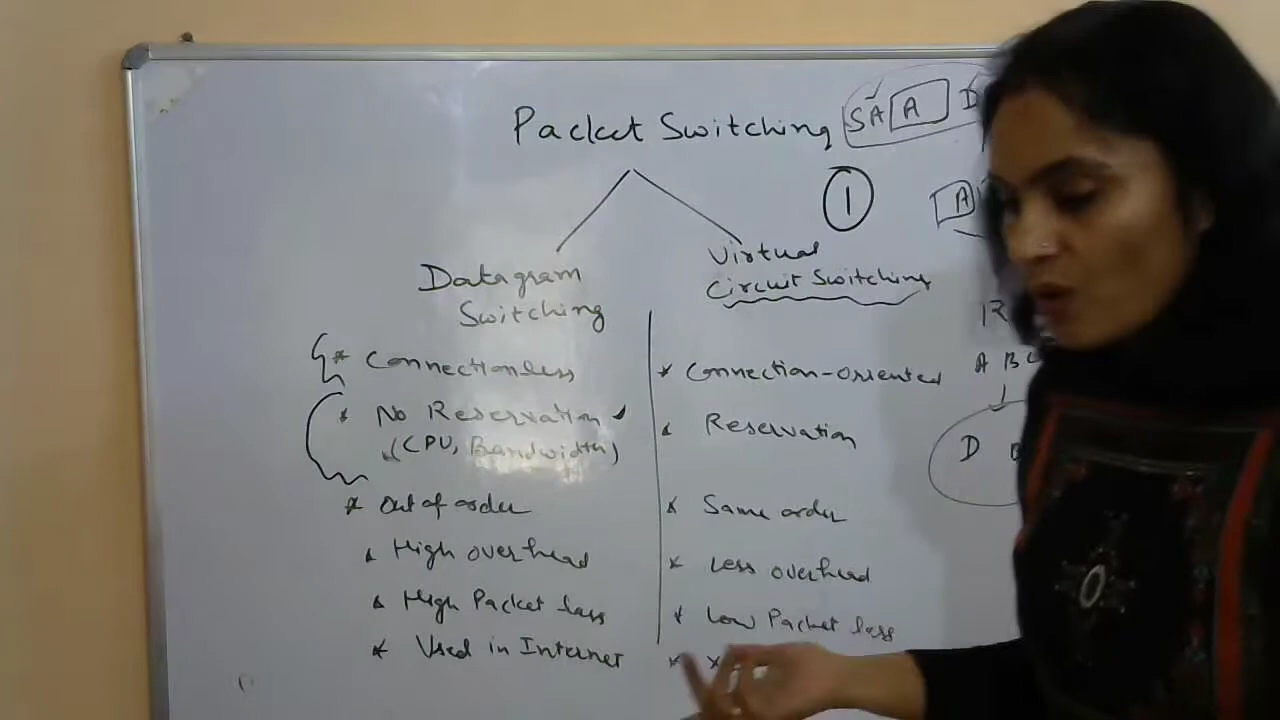 Packet Switching
SA A D
1
A
Datagram
Switching
Virtual
Circuit Switching
* Connectionless
* No Reservation
(CPU, Bandwidth)
* Out of order
* High overhead
* High Packet loss
* Used in Internet
* Connection-oriented
* Reservation
* Same order
* Less overhead
* Low Packet loss
* X
R
A B C
D